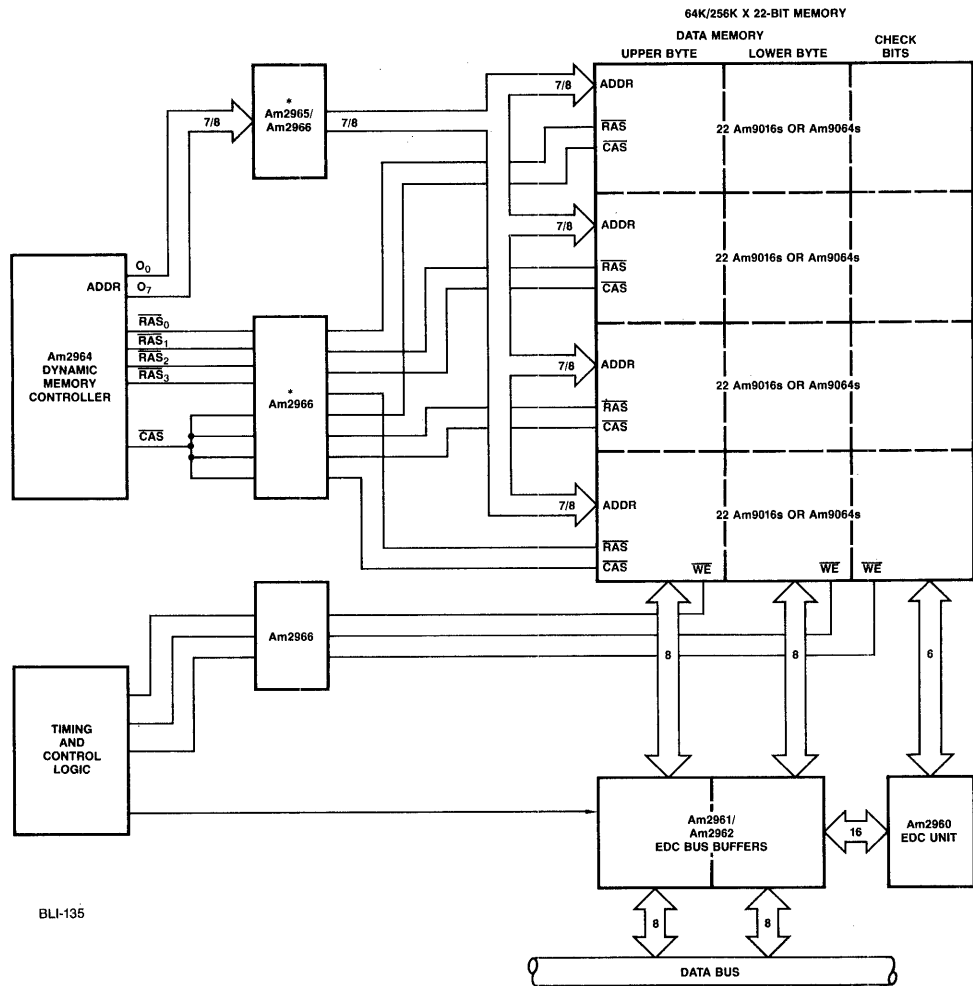 64K/256K X 22-BIT MEMORY
DATA MEMORY
UPPER BYTE
LOWER BYTE
CHECK
BITS
*
Am2965/
Am2966
7/8
7/8
7/8
ADDR
RAS
CAS
22 Am9016s OR Am9064s
7/8
ADDR
RAS
CAS
22 Am9016s OR Am9064s
7/8
ADDR
RAS
CAS
22 Am9016s OR Am9064s
7/8
ADDR
RAS
CAS
22 Am9016s OR Am9064s
WE
WE
WE
ADDR
O0
O7
RAS0
RAS1
RAS2
RAS3
CAS
Am2964
DYNAMIC
MEMORY
CONTROLLER
*
Am2966
Am2966
TIMING
AND
CONTROL
LOGIC
8
8
6
Am2961/
Am2962
EDC BUS BUFFERS
16
Am2960
EDC UNIT
8
8
DATA BUS
BLI-135